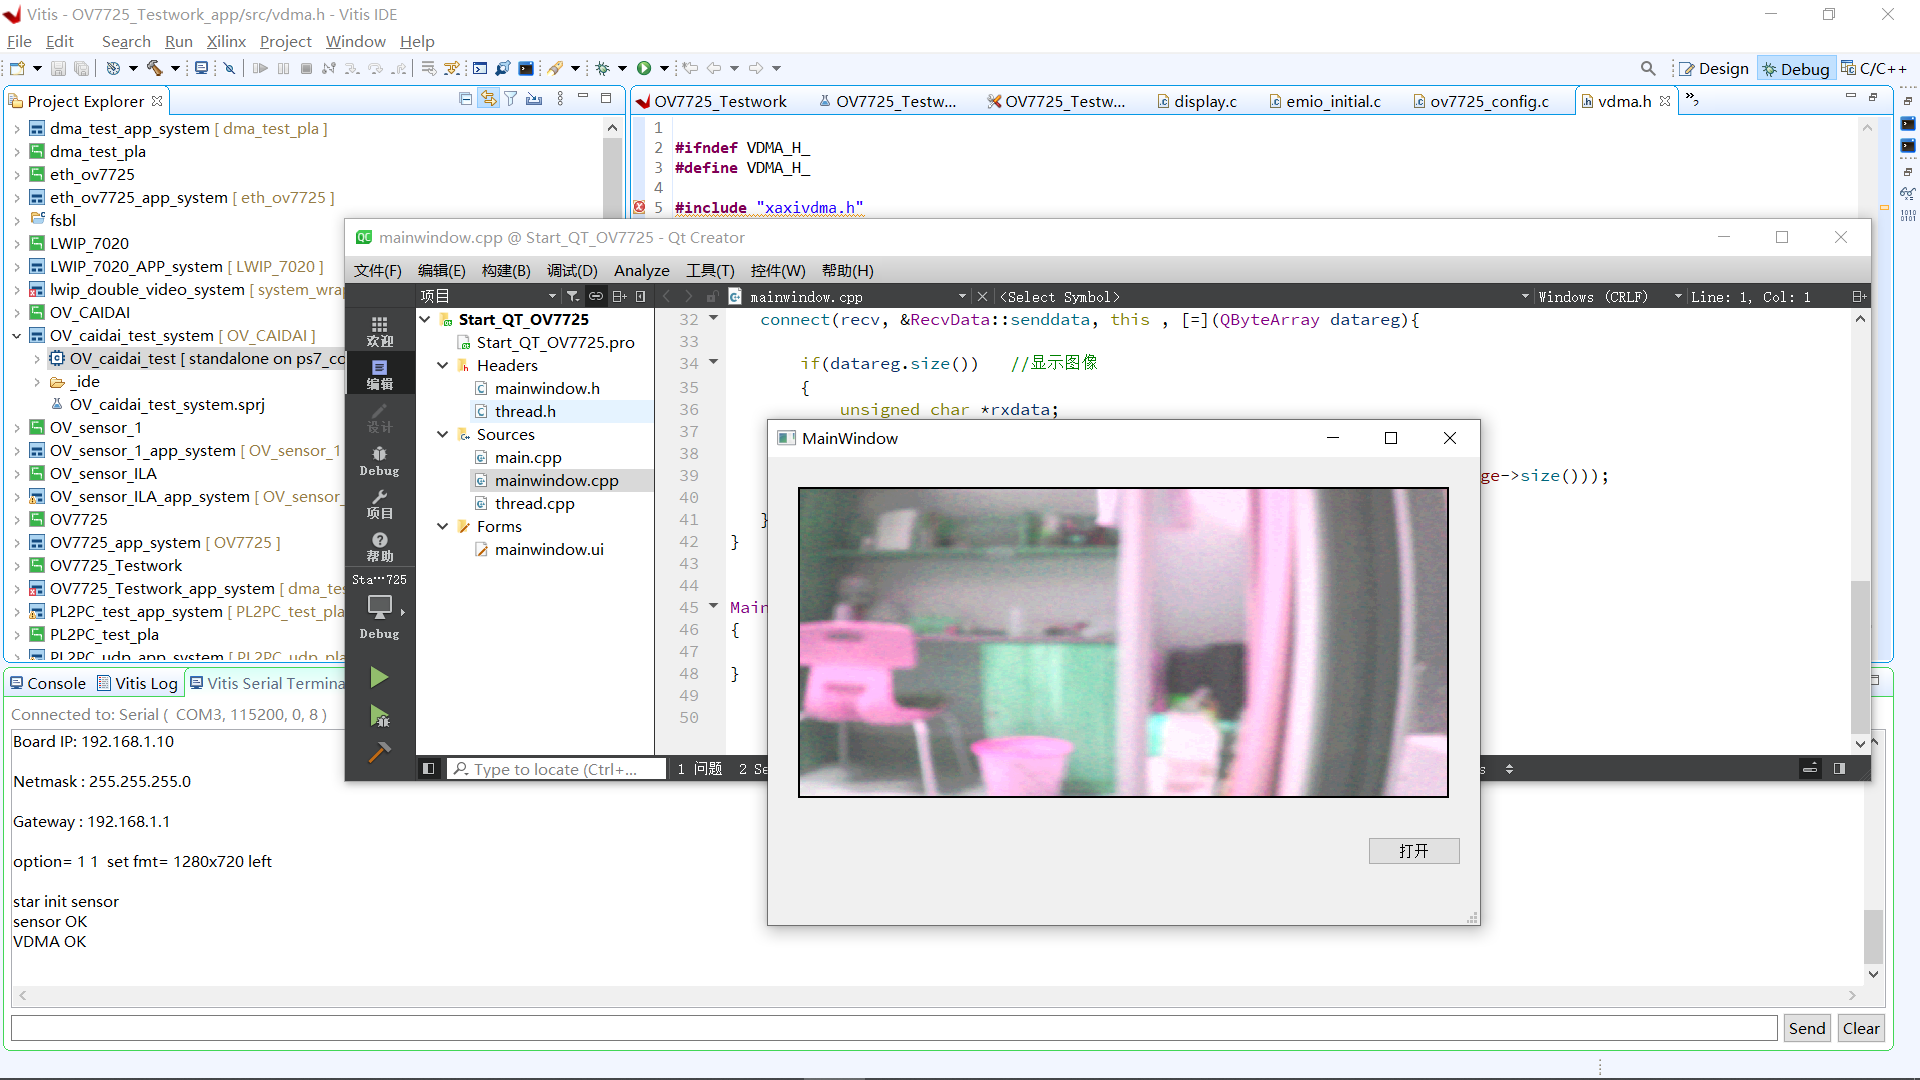 Vitis - OV7725_Testwork_app/src/vdma.h - Vitis IDE
File Edit Search Run Xilinx Project Window Help
Design Debug C/C++
Project Explorer
dma_test_app_system [ dma_test_pla ]
dma_test_pla
eth_ov7725
eth_ov7725_app_system [ eth_ov7725 ]
fsbl
LWIP_7020
LWIP_7020_APP_system [ LWIP_7020 ]
lwip_double_video_system [ system_wrap
OV_CAIDAI
OV_caidai_test_system [ OV_CAIDAI ]
OV_caidai_test [ standalone on ps7_co
_ide
OV_caidai_test_system.sprj
OV_sensor_1
OV_sensor_1_app_system [ OV_sensor_1
OV_sensor_ILA
OV_sensor_ILA_app_system [ OV_sensor_
OV7725
OV7725_app_system [ OV7725 ]
OV7725_Testwork
OV7725_Testwork_app_system [ dma_tes
PL2PC_test_app_system [ PL2PC_test_pla
PL2PC_test_pla
PL2PC_udp_app_system [ PL2PC_udp_pla
OV7725_Testwork OV7725_Testw... OV7725_Testw... display.c emio_initial.c ov7725_config.c vdma.h
1
2 #ifndef VDMA_H_
3 #define VDMA_H_
4
5 #include "xaxivdma.h"
mainwindow.cpp @ Start_QT_OV7725 - Qt Creator
文件(F) 编辑(E) 构建(B) 调试(D) Analyze 工具(T) 控件(W) 帮助(H)
项目 mainwindow.cpp <Select Symbol> Windows (CRLF) Line: 1, Col: 1
欢迎
编辑
设计
Debug
项目
帮助
Sta···725
Debug
Start_QT_OV7725
Start_QT_OV7725.pro
Headers
mainwindow.h
thread.h
Sources
main.cpp
mainwindow.cpp
thread.cpp
Forms
mainwindow.ui
32 connect(recv, &RecvData::senddata, this , [=](QByteArray datareg){
33
34 if(datareg.size()) //显示图像
35 {
36 unsigned char *rxdata;
37
38
39 ge->size()));
40
41 }
42 }
43
44
45 Main
46 {
47
48 }
49
50
Type to locate (Ctrl+... 1 问题 2 Se s
MainWindow
打开
Console Vitis Log Vitis Serial Termina
Connected to: Serial ( COM3, 115200, 0, 8 )
Board IP: 192.168.1.10
Netmask : 255.255.255.0
Gateway : 192.168.1.1
option= 1 1 set fmt= 1280x720 left
star init sensor
sensor OK
VDMA OK
Send Clear